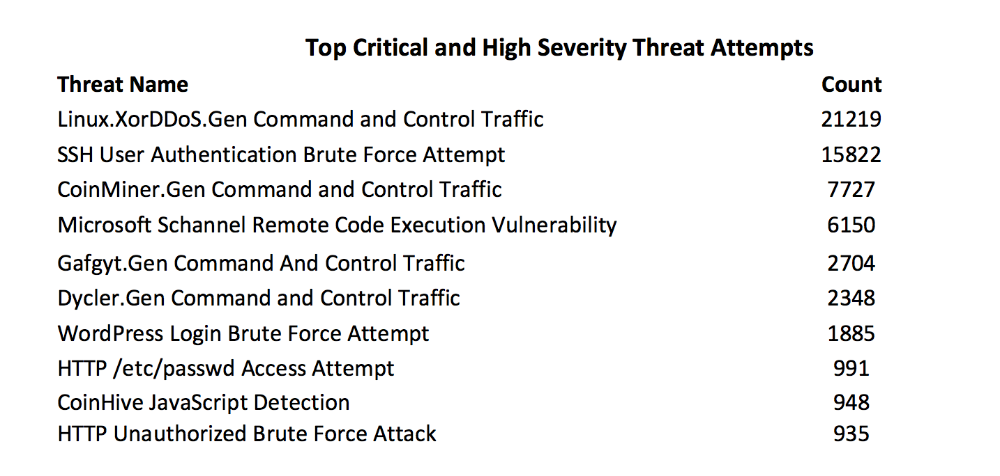 Top Critical and High Severity Threat Attempts
Threat Name Count
Linux.XorDDoS.Gen Command and Control Traffic 21219
SSH User Authentication Brute Force Attempt 15822
CoinMiner.Gen Command and Control Traffic 7727
Microsoft Schannel Remote Code Execution Vulnerability 6150
Gafgyt.Gen Command And Control Traffic 2704
Dycler.Gen Command and Control Traffic 2348
WordPress Login Brute Force Attempt 1885
HTTP /etc/passwd Access Attempt 991
CoinHive JavaScript Detection 948
HTTP Unauthorized Brute Force Attack 935